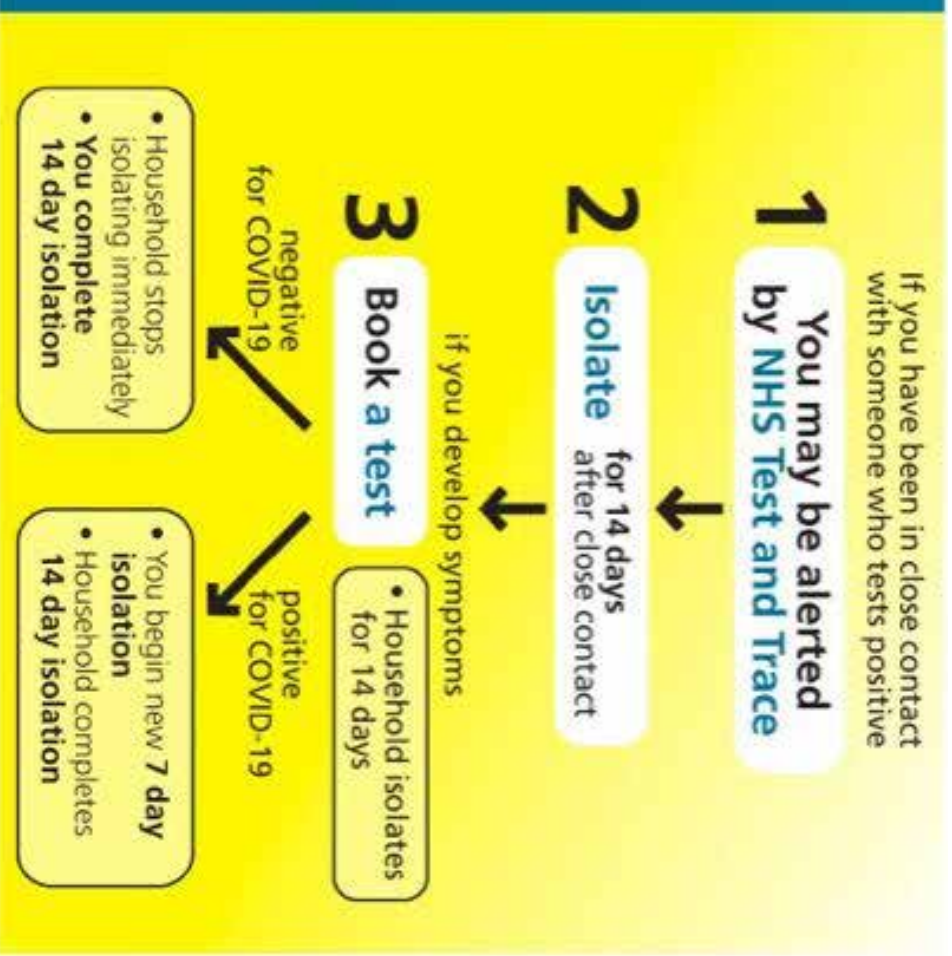 If you have been in close contact
with someone who tests positive
1
You may be alerted
by NHS Test and Trace
2
Isolate for 14 days
after close contact
if you develop symptoms
3
Book a test
• Household isolates
for 14 days
negative
for COVID-19
positive
for COVID-19
• Household stops
isolating immediately
• You complete
14 day isolation
• You begin new 7 day
isolation
• Household completes
14 day isolation